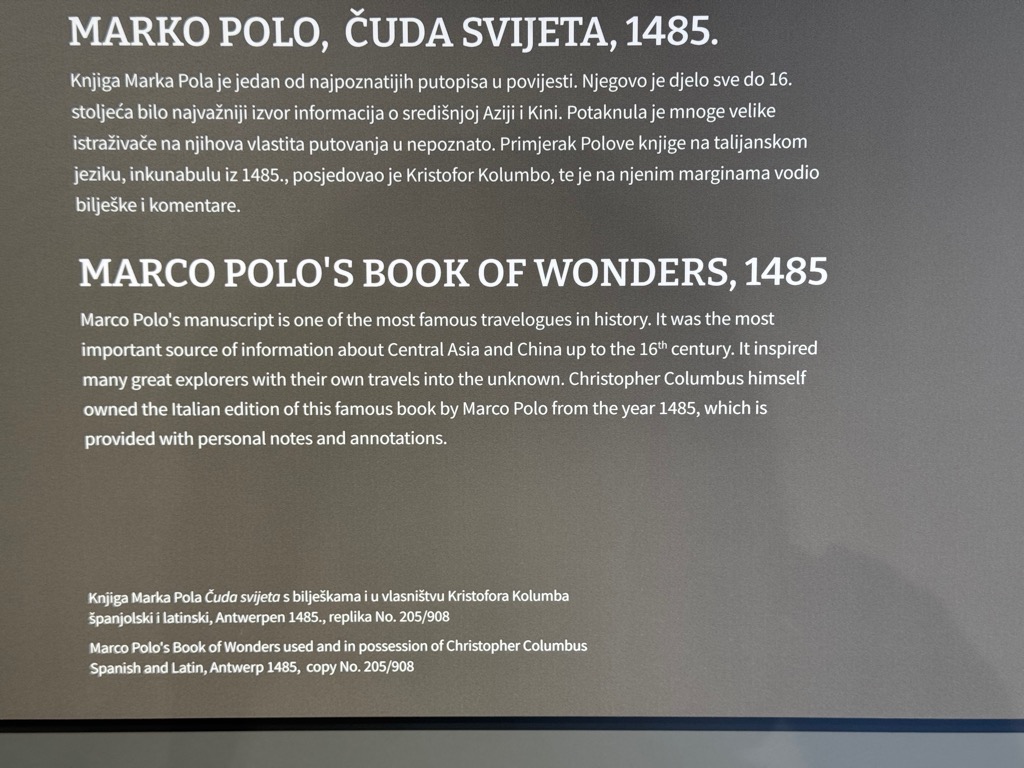 MARKO POLO, ČUDA SVIJETA, 1485.
Knjiga Marka Pola je jedan od najpoznatijih putopisa u povijesti. Njegovo je djelo sve do 16.
stoljeća bilo najvažniji izvor informacija o središnjoj Aziji i Kini. Potaknula je mnoge velike
istraživače na njihova vlastita putovanja u nepoznato. Primjerak Polove knjige na talijanskom
jeziku, inkunabulu iz 1485., posjedovao je Kristofor Kolumbo, te je na njenim marginama vodio
bilješke i komentare.
MARCO POLO'S BOOK OF WONDERS, 1485
Marco Polo's manuscript is one of the most famous travelogues in history. It was the most
important source of information about Central Asia and China up to the 16th century. It inspired
many great explorers with their own travels into the unknown. Christopher Columbus himself
owned the Italian edition of this famous book by Marco Polo from the year 1485, which is
provided with personal notes and annotations.
Knjiga Marka Pola Čuda svijeta s bilješkama i u vlasništvu Kristofora Kolumba
španjolski i latinski, Antwerpen 1485., replika No. 205/908
Marco Polo's Book of Wonders used and in possession of Christopher Columbus
Spanish and Latin, Antwerp 1485, copy No. 205/908